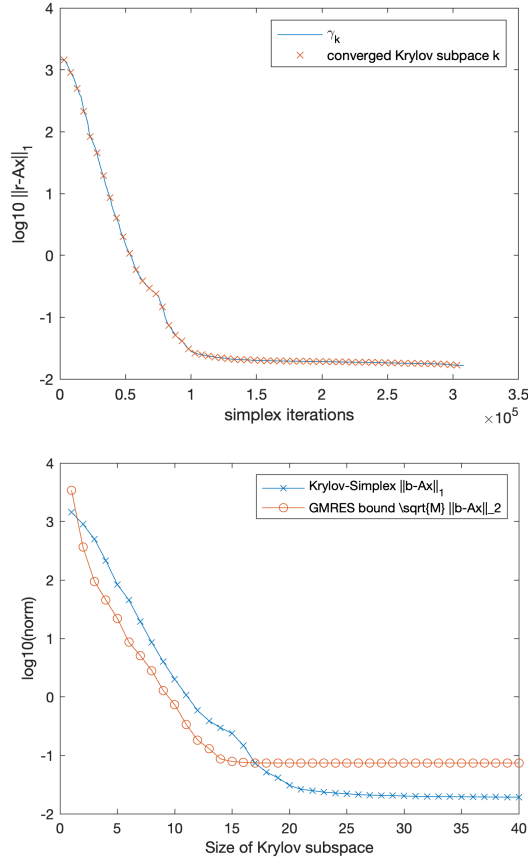 4
3
2
1
0
-1
-2
log10 ||r-Ax||₁
γₖ
converged Krylov subspace k
0 0.5 1 1.5 2 2.5 3 3.5
simplex iterations
×10⁵
4
3
2
1
0
-1
-2
log10(norm)
Krylov-Simplex ||b-Ax||₁
GMRES bound \sqrt{M} ||b-Ax||_2
0 5 10 15 20 25 30 35 40
Size of Krylov subspace